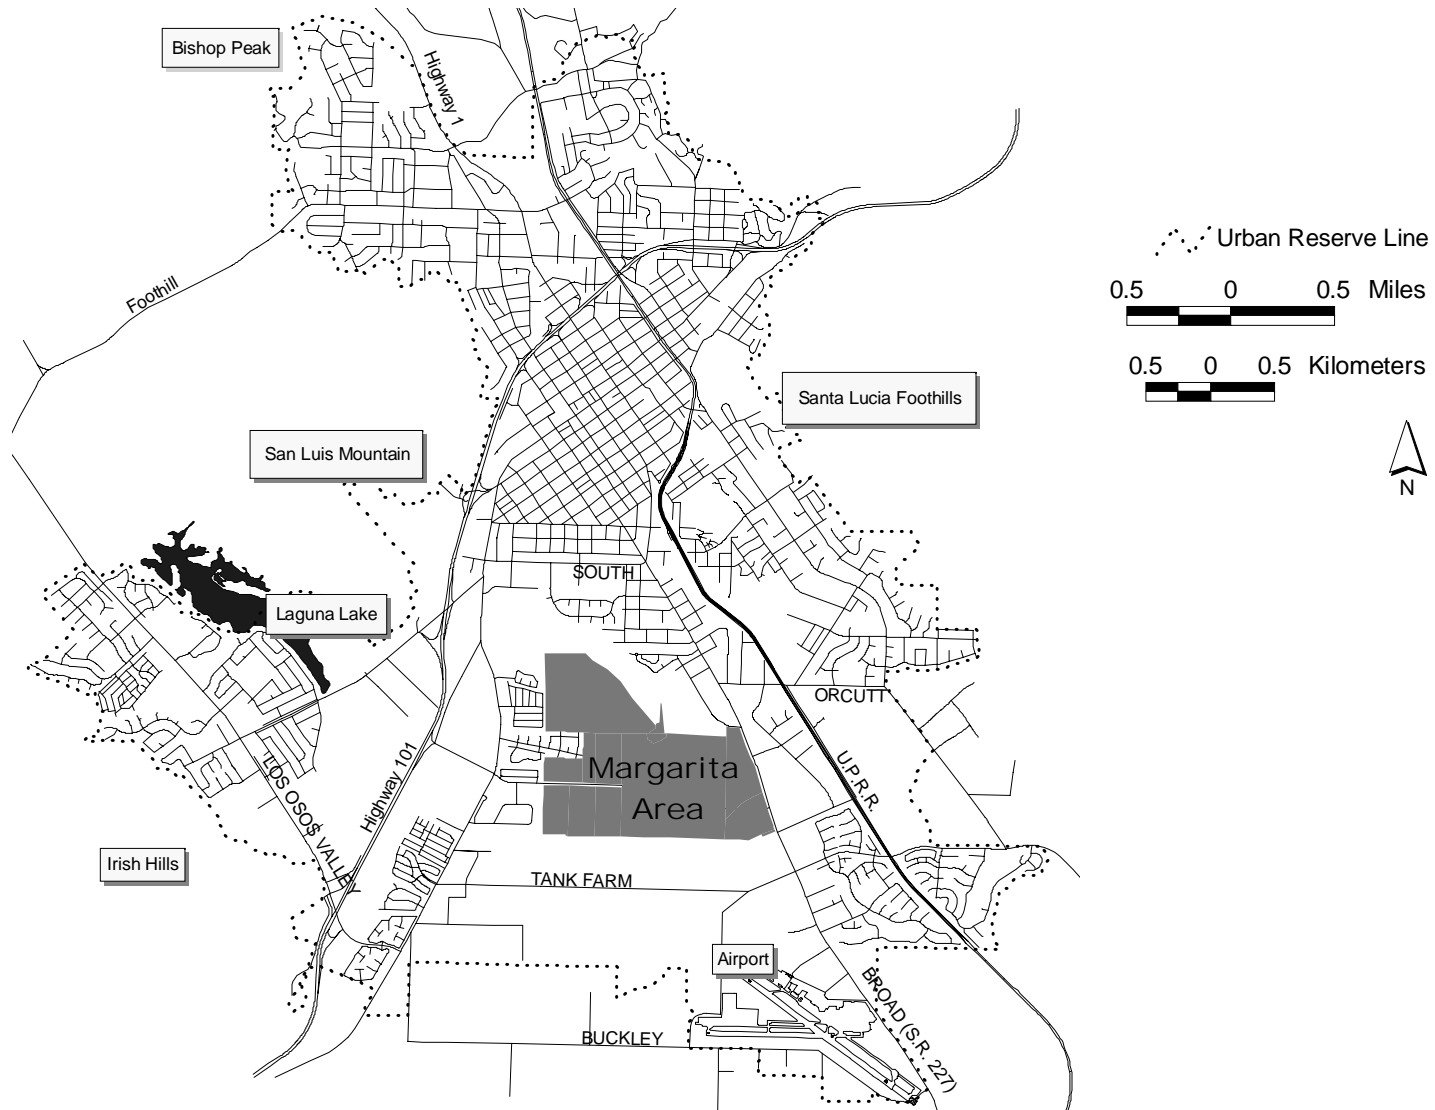 Bishop Peak
Highway 1
Urban Reserve Line
0.5 0 0.5 Miles
Foothill
0.5 0 0.5 Kilometers
Santa Lucia Foothills
San Luis Mountain
N
SOUTH
Laguna Lake
ORCUTT
Margarita
Area
U.P.R.R.
LOS OSOS VALLEY
Highway 101
Irish Hills
TANK FARM
Airport
BROAD (S.R. 227)
BUCKLEY